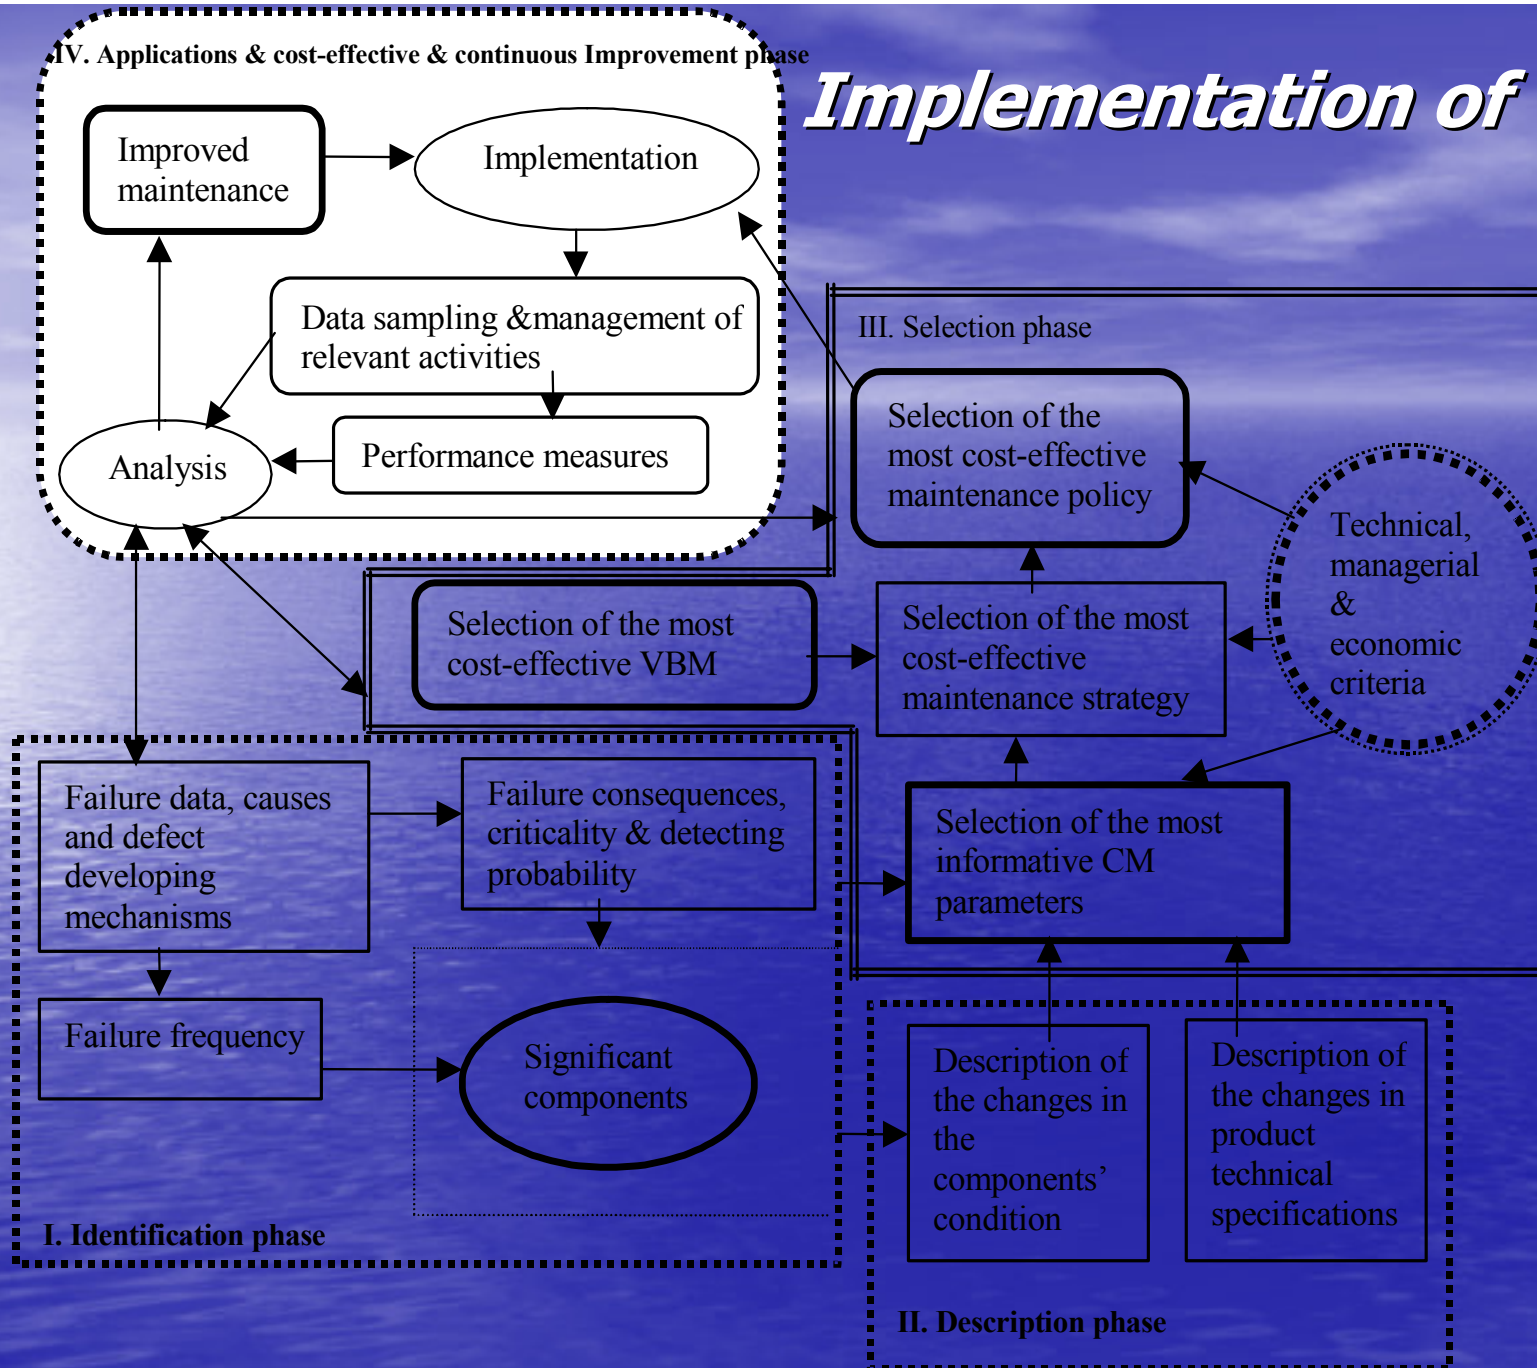 IV. Applications & cost-effective & continuous Improvement phase
Implementation of
Improved
maintenance
Implementation
Data sampling &management of
relevant activities
Performance measures
Analysis
III. Selection phase
Selection of the
most cost-effective
maintenance policy
Technical,
managerial
&
economic
criteria
Selection of the most
cost-effective VBM
Selection of the most
cost-effective
maintenance strategy
Failure data, causes
and defect
developing
mechanisms
Failure consequences,
criticality & detecting
probability
Selection of the most
informative CM
parameters
Failure frequency
Significant
components
Description of
the changes in
the
components’
condition
Description of
the changes in
product
technical
specifications
I. Identification phase
II. Description phase